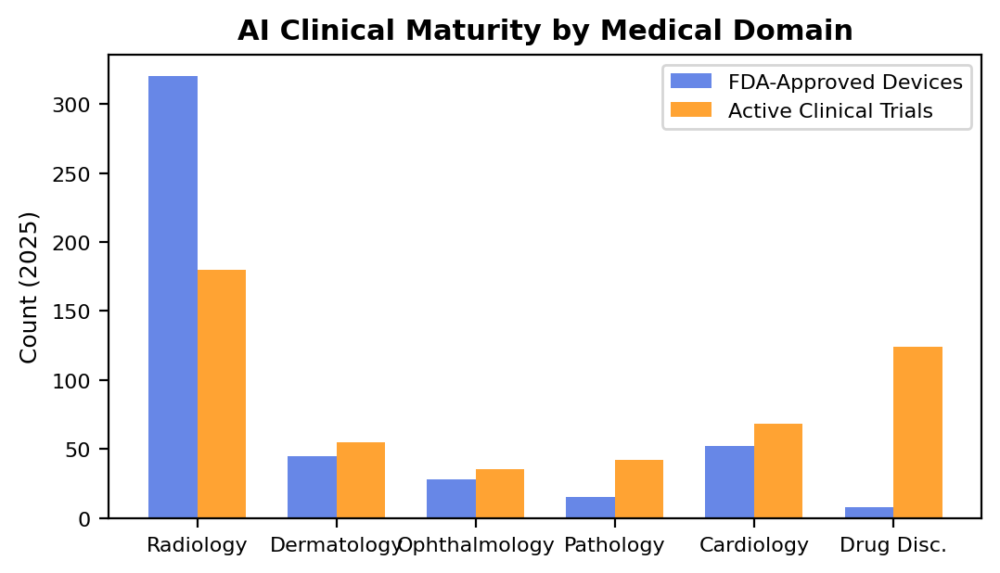 AI Clinical Maturity by Medical Domain
FDA-Approved Devices
Active Clinical Trials
Count (2025)
300
250
200
150
100
50
0
Radiology Dermatology Ophthalmology Pathology Cardiology Drug Disc.